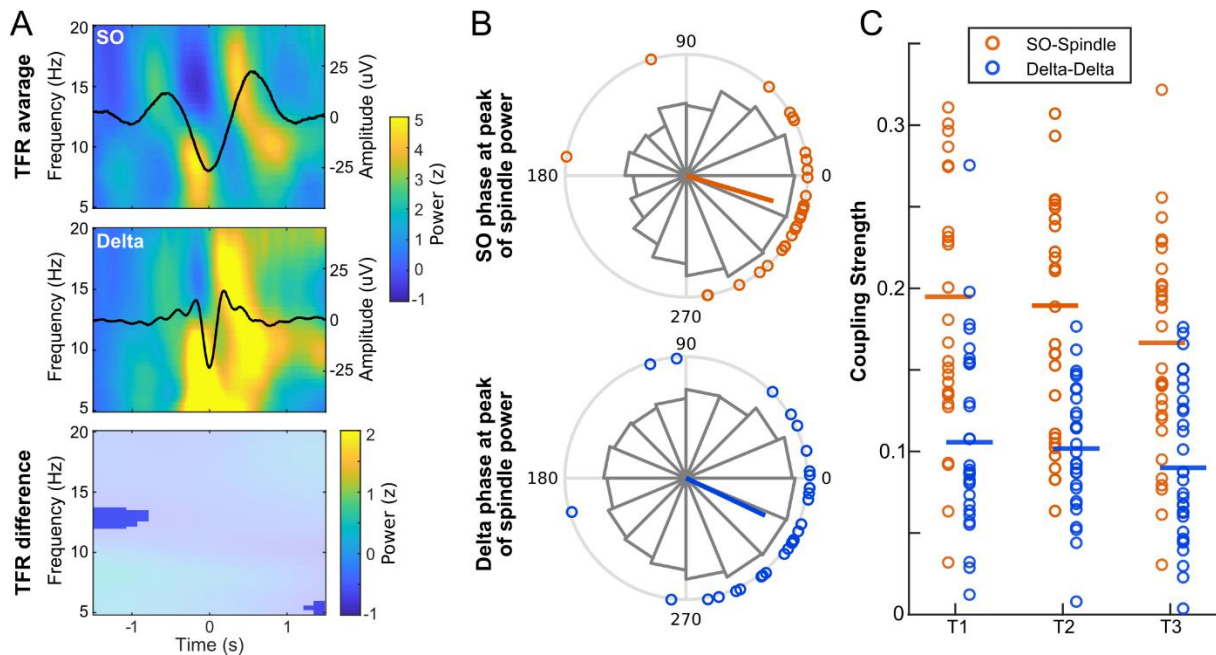 A
TFR avarage
TFR difference
SO
20
15
10
5
Frequency (Hz)
25
0
-25
Amplitude (uV)
Delta
20
15
10
5
Frequency (Hz)
25
0
-25
Amplitude (uV)
5
4
3
2
1
0
-1
Power (z)
20
15
10
5
Frequency (Hz)
-1
0
1
Time (s)
2
1
0
-1
Power (z)
B
SO phase at peak
of spindle power
90
180
0
270
Delta phase at peak
of spindle power
90
180
0
270
C
SO-Spindle
Delta-Delta
Coupling Strength
0.3
0.2
0.1
0
T1
T2
T3